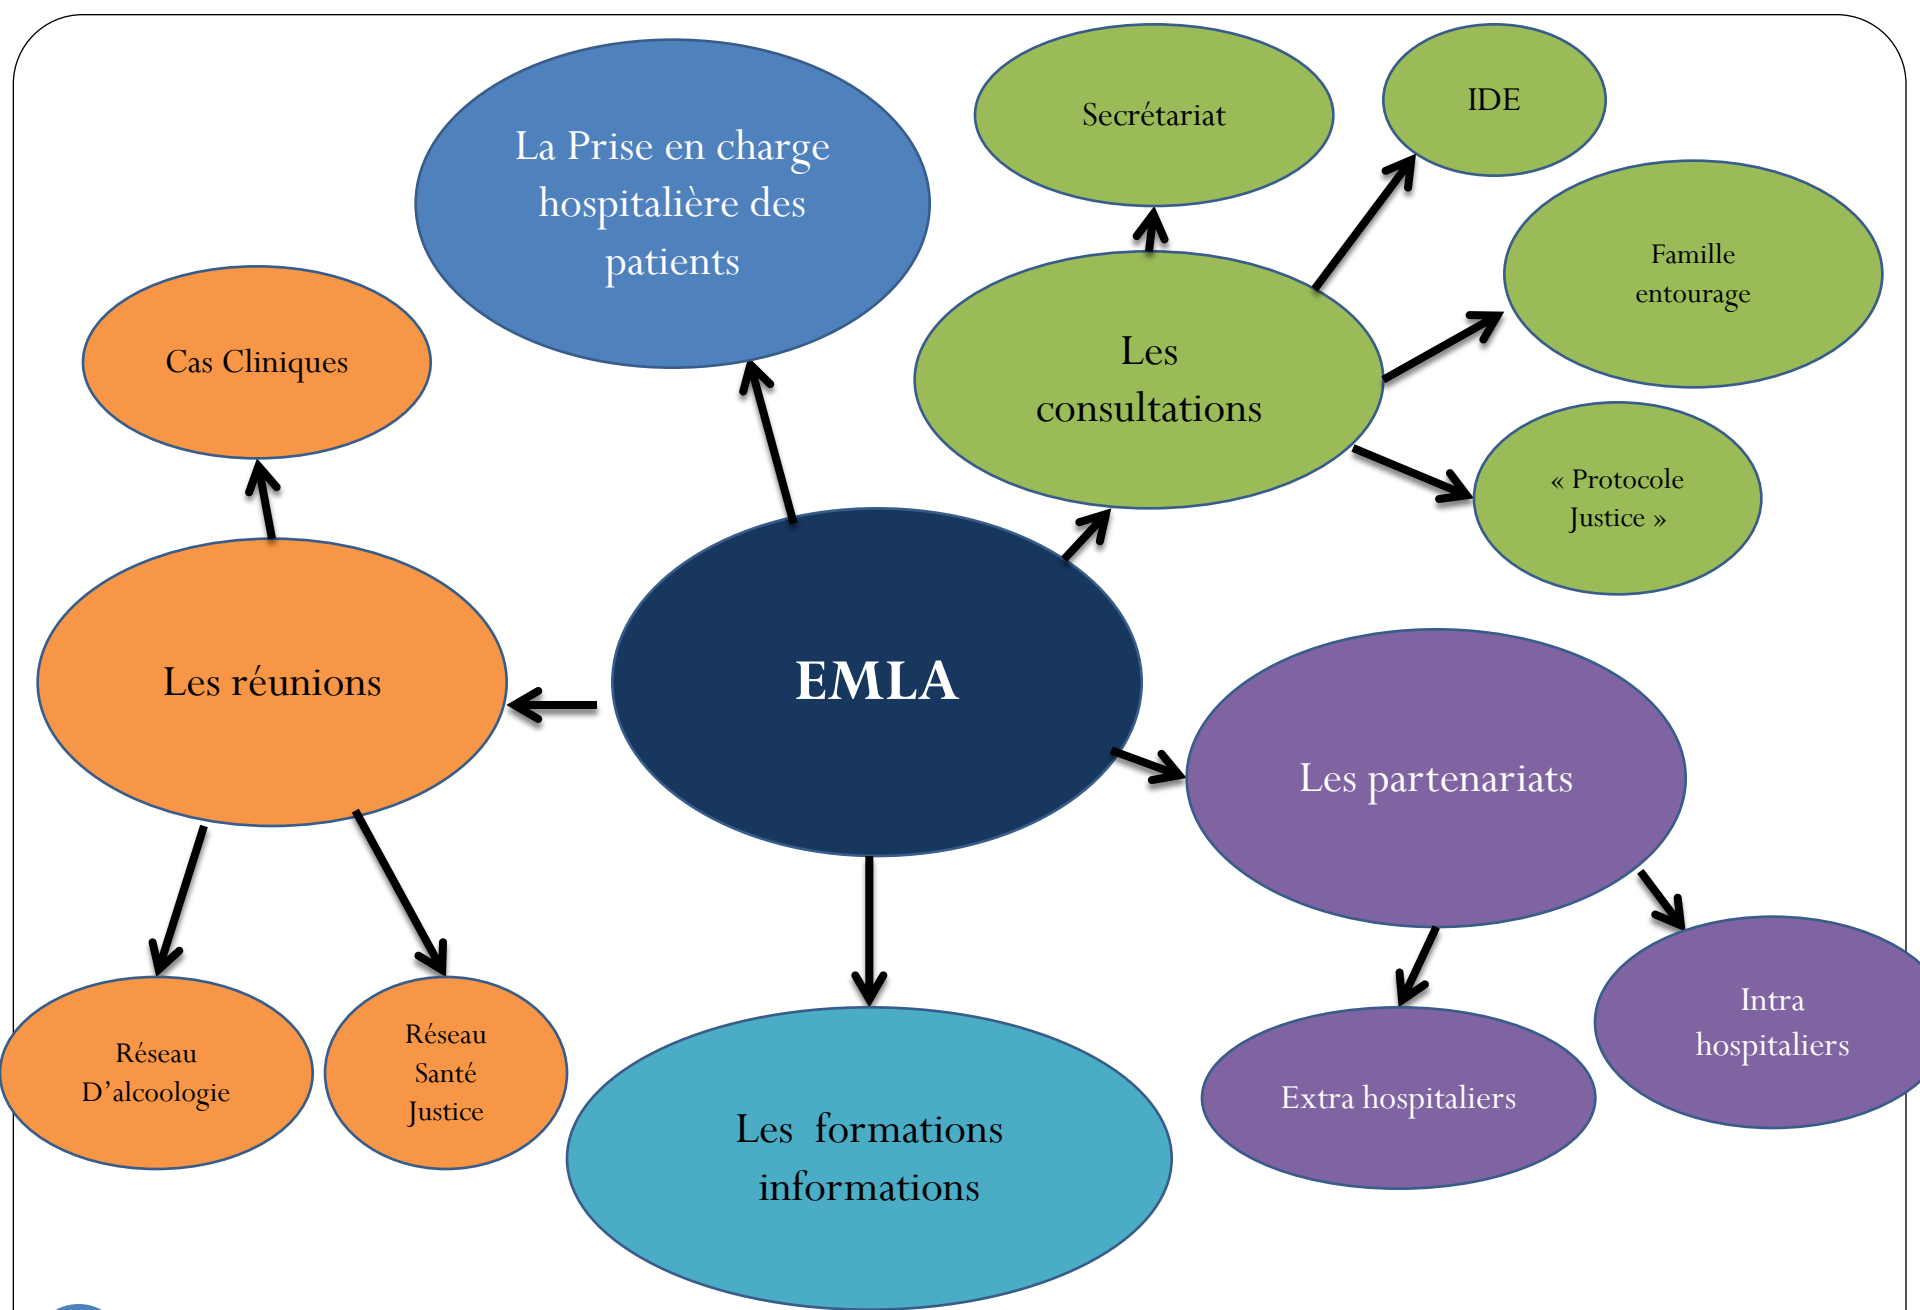 La Prise en charge
hospitalière des
patients
Secrétariat
IDE
Famille
entourage
Les
consultations
« Protocole
Justice »
Cas Cliniques
Les réunions
EMLA
Les partenariats
Réseau
D’alcoologie
Réseau
Santé
Justice
Les  formations
informations
Extra hospitaliers
Intra
hospitaliers